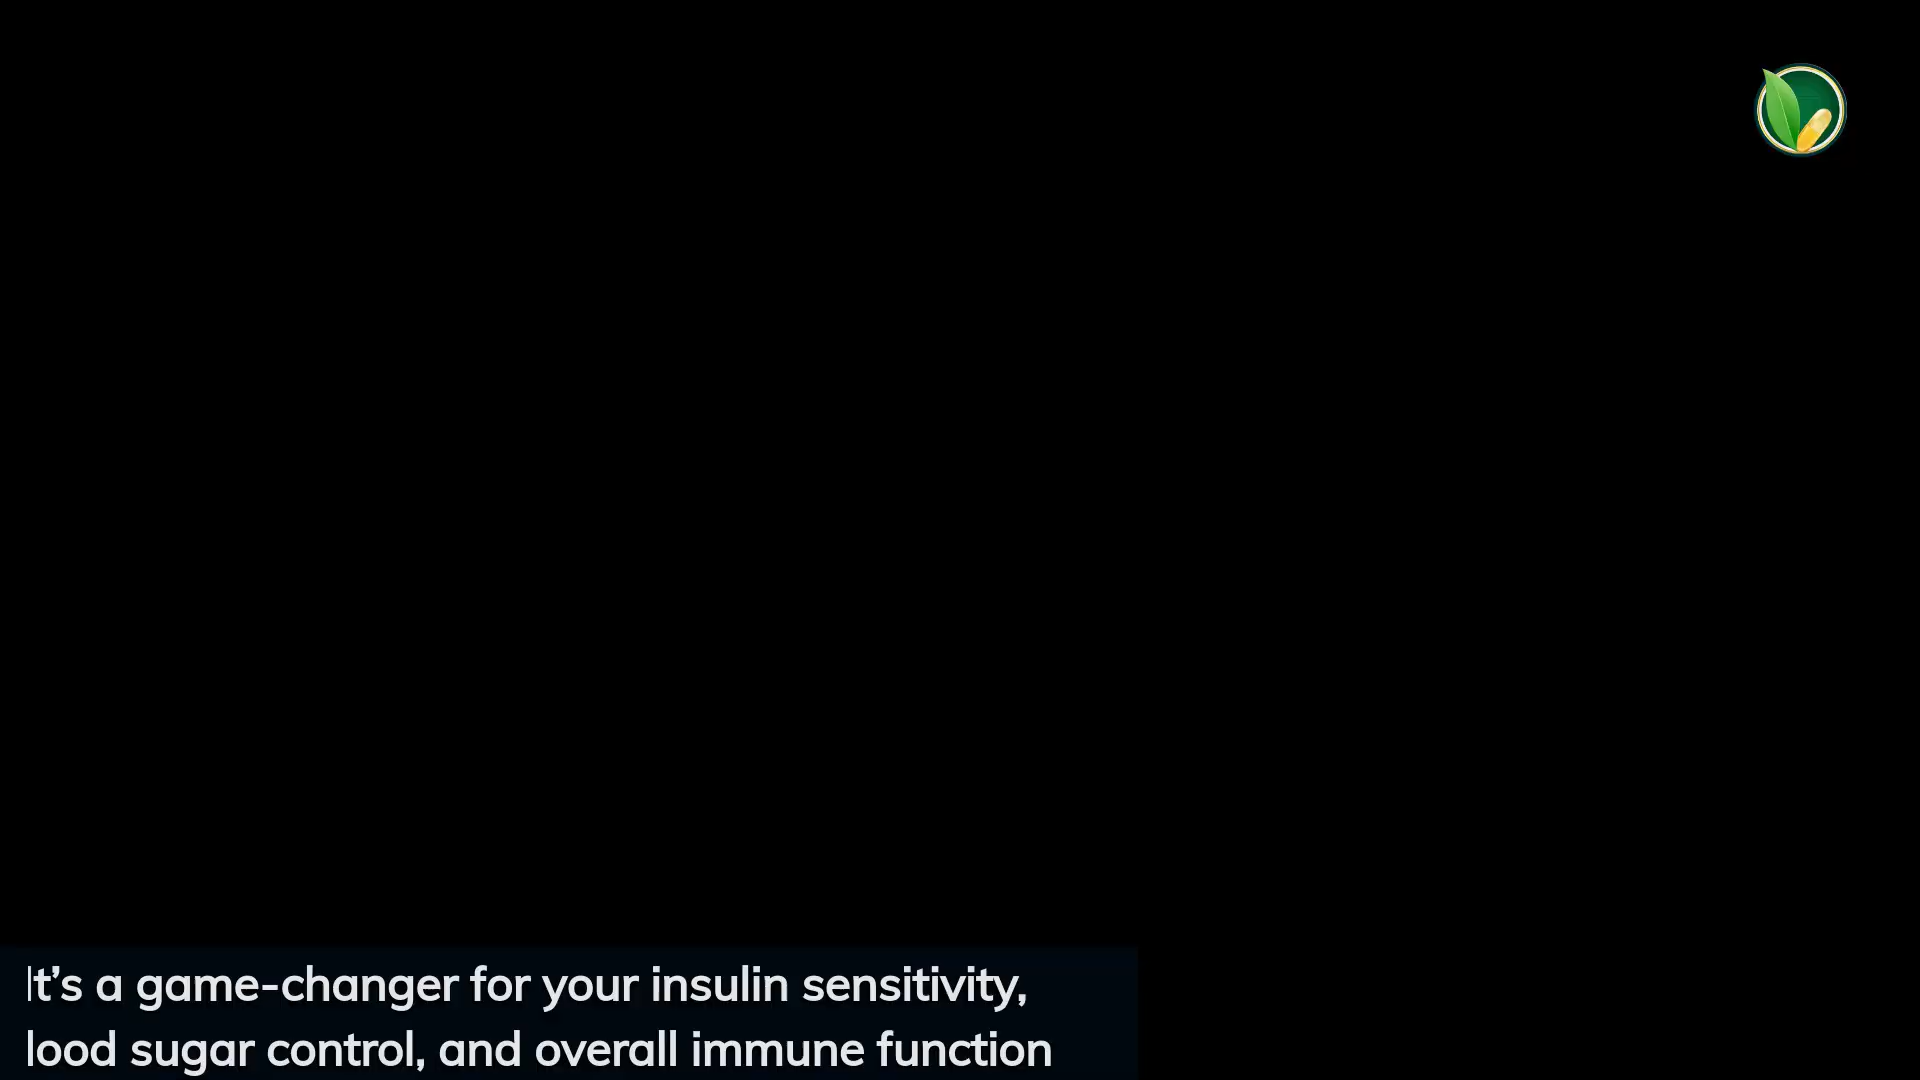 It's a game-changer for your insulin sensitivity,
lood sugar control, and overall immune function